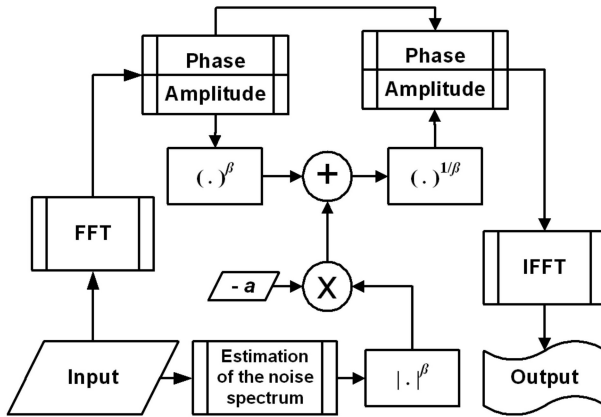 Phase
Amplitude
Phase
Amplitude
( . )^β
+
( . )^1/β
FFT
IFFT
- a
X
Input
Estimation
of the noise
spectrum
| . |^β
Output